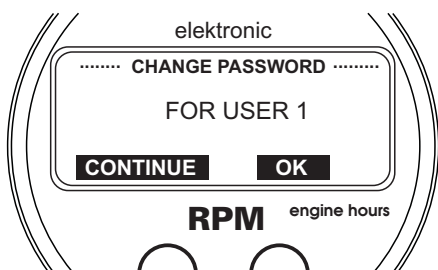 elektronic
········ CHANGE PASSWORD ·········
FOR USER 1
CONTINUE OK
RPM engine hours